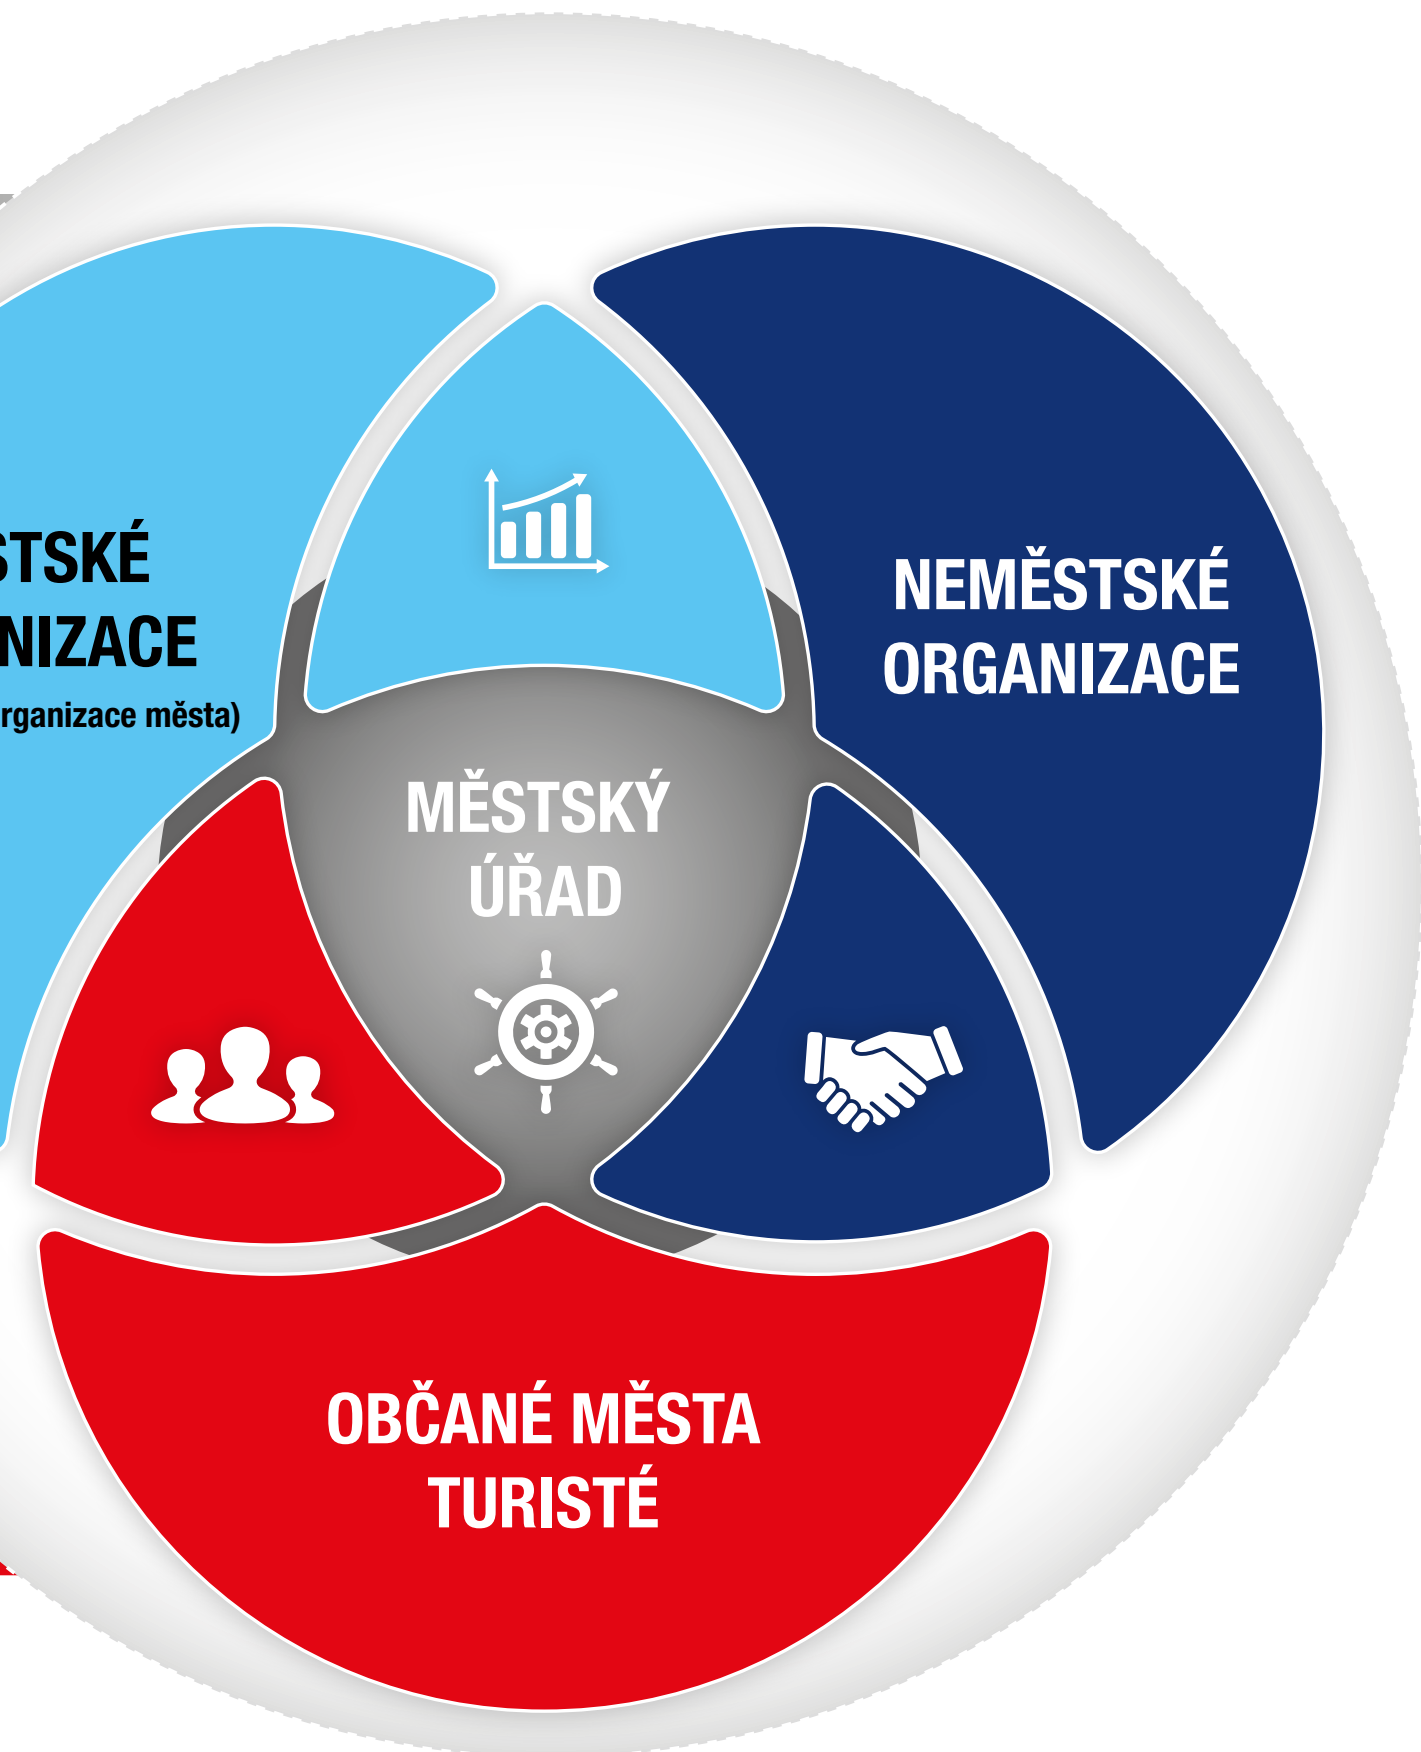 STSKÉ
NIZACE
rganizace města)
NEMĚSTSKÉ
ORGANIZACE
MĚSTSKÝ
ÚŘAD
OBČANÉ MĚSTA
TURISTÉ